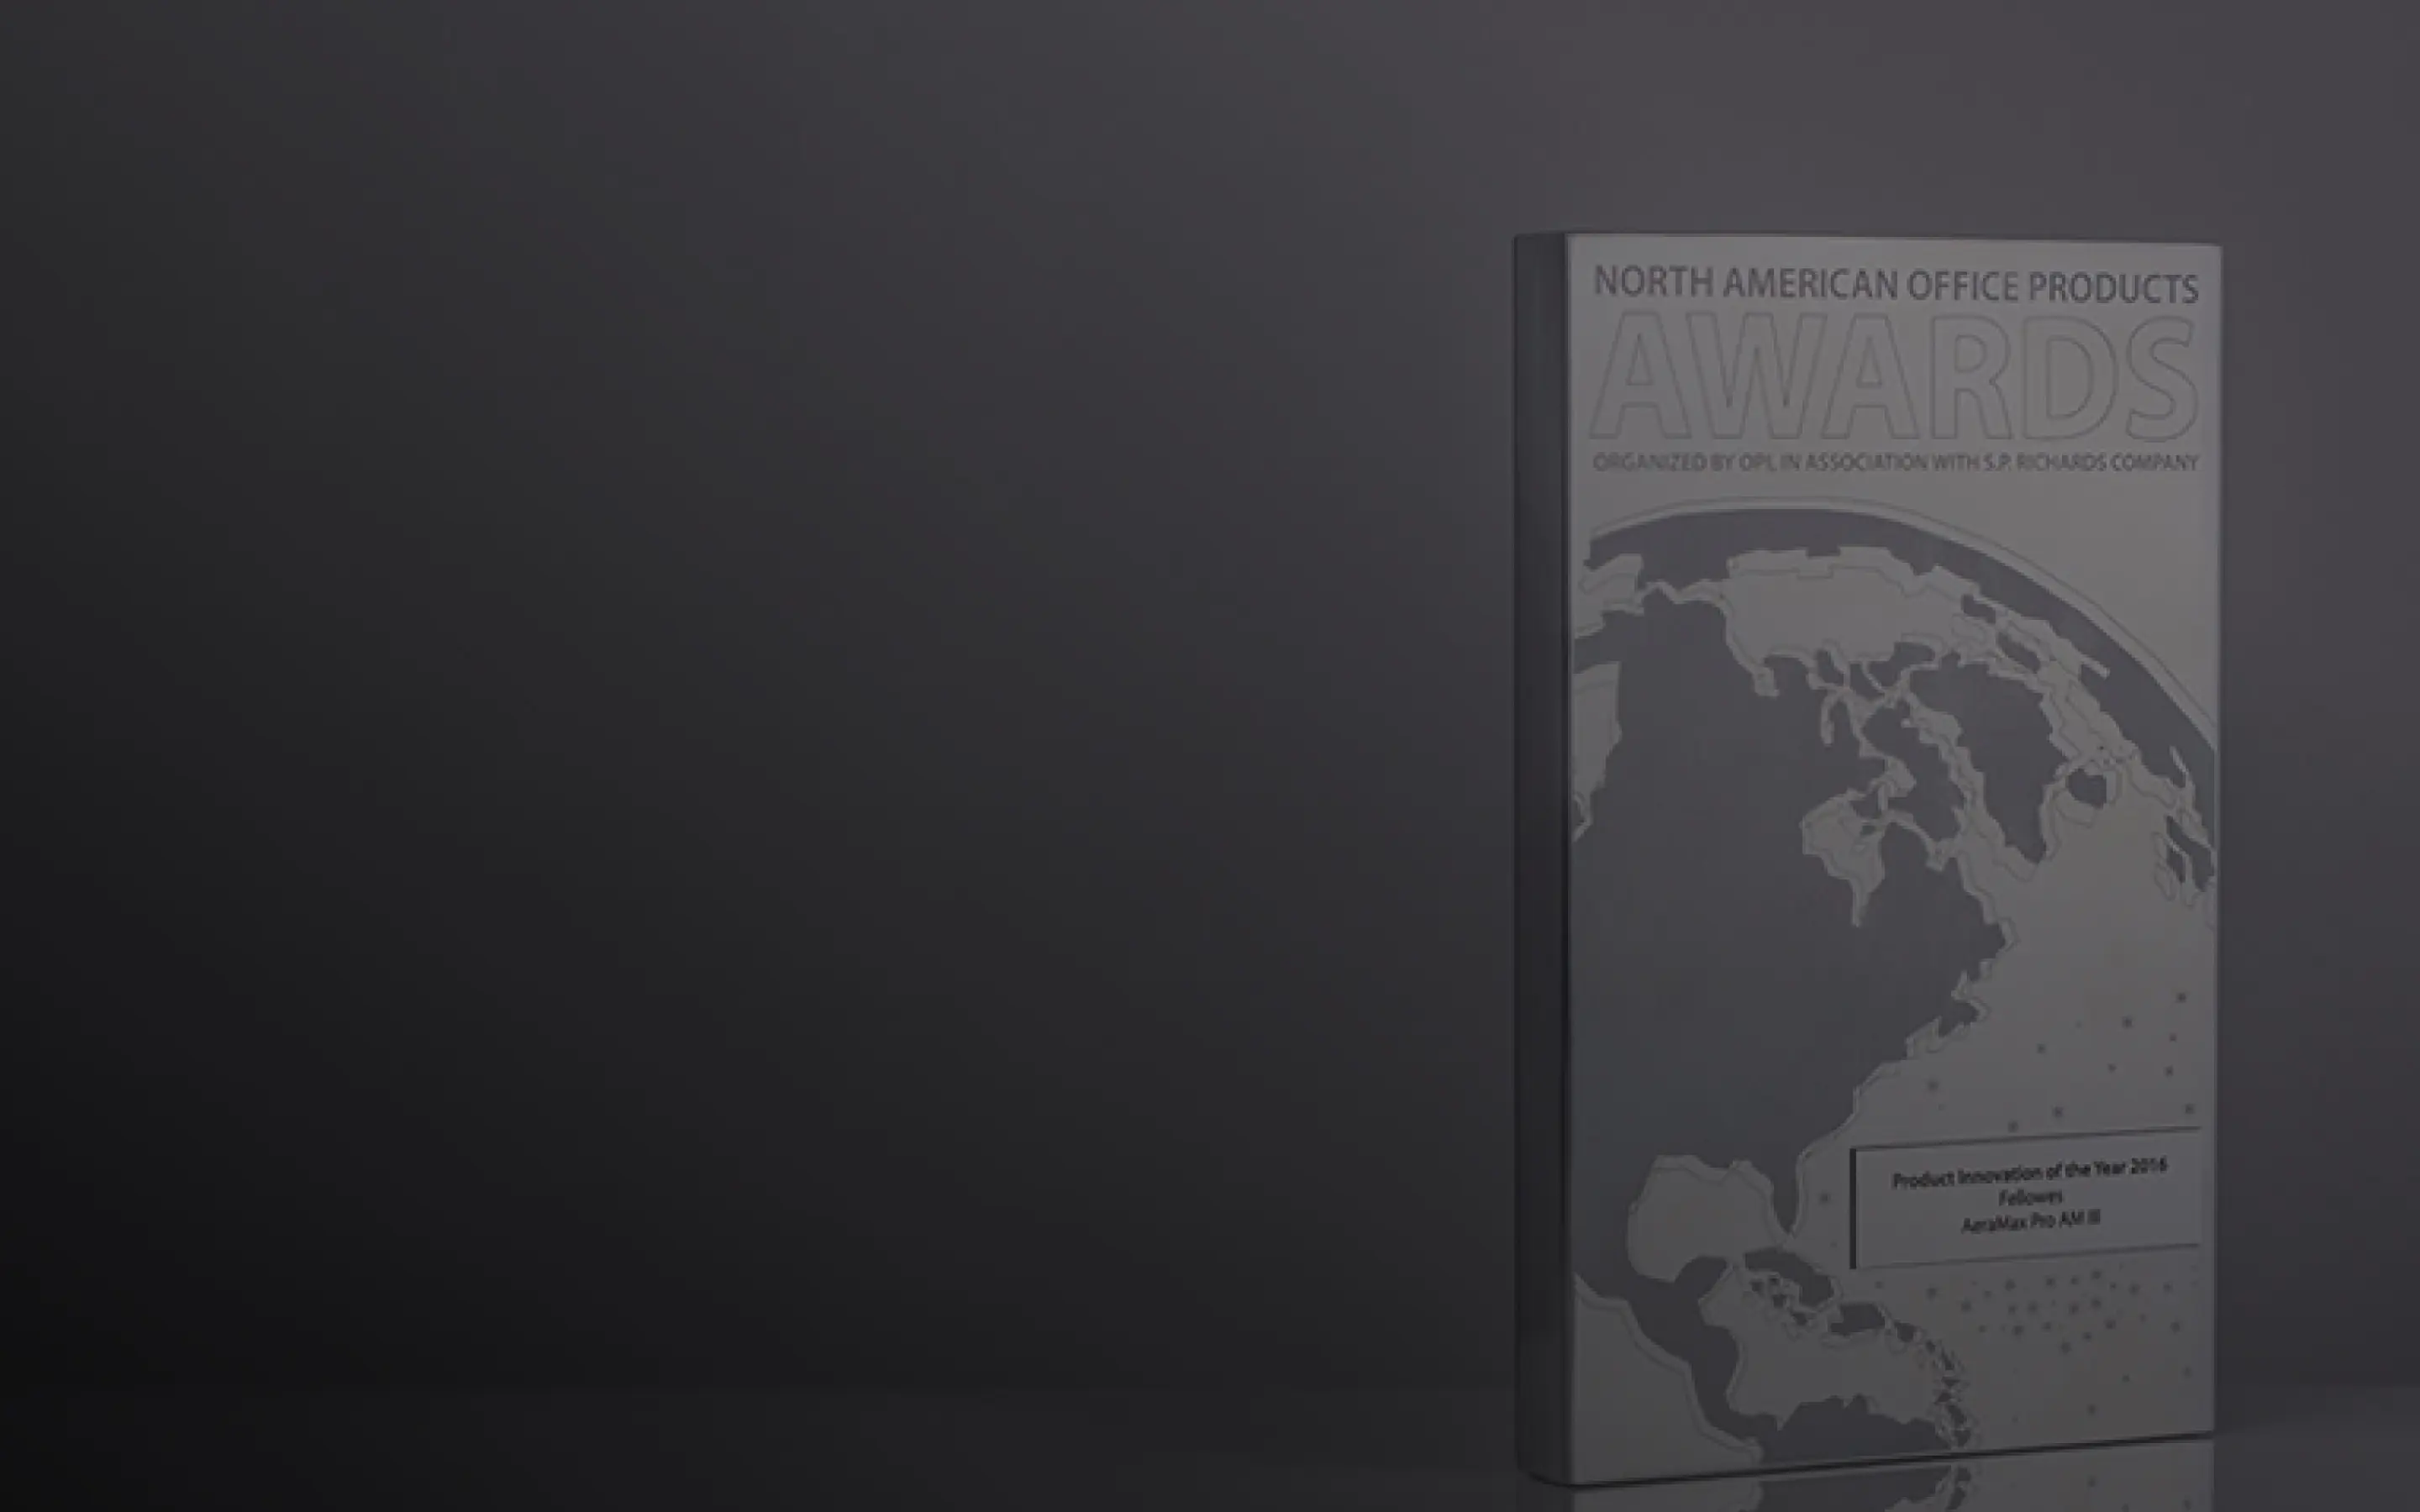 NORTH AMERICAN OFFICE PRODUCTS
AWARDS
ORGANIZED BY OPI, IN ASSOCIATION WITH S.P. RICHARDS COMPANY
Product Innovation of the Year 2016
Fellowes
AeraMax Pro AM III